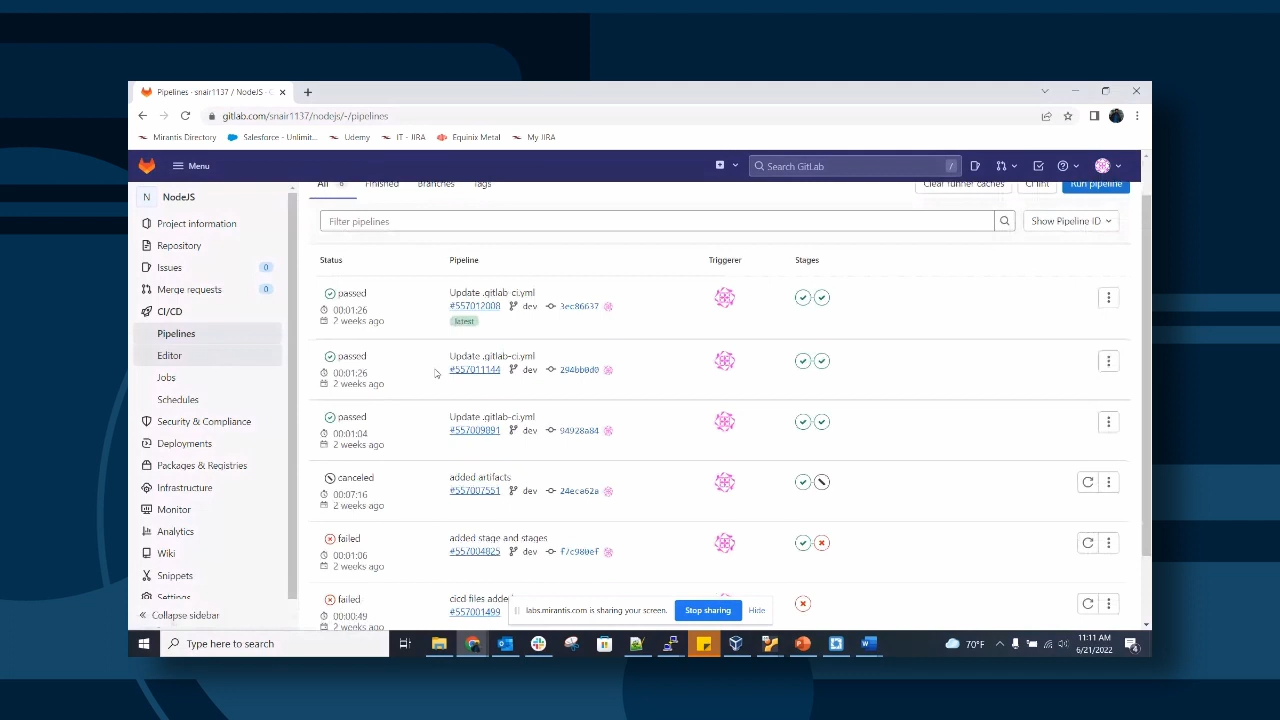 Pipelines · snair1137 / NodeJS · G
gitlab.com/snair1137/nodejs/-/pipelines
Mirantis Directory Salesforce - Unlimit... Udemy IT - JIRA Equinix Metal My JIRA
Menu
Search GitLab /
N NodeJS
Project information
Repository
Issues 0
Merge requests 0
CI/CD
Pipelines
Editor
Jobs
Schedules
Security & Compliance
Deployments
Packages & Registries
Infrastructure
Monitor
Analytics
Wiki
Snippets
Settings
Collapse sidebar
All 6 Finished Branches Tags
Clear runner caches CI lint Run pipeline
Filter pipelines Show Pipeline ID
Status Pipeline Triggerer Stages
passed Update .gitlab-ci.yml
00:01:26 #557012008 dev 3ec86637
2 weeks ago latest
passed Update .gitlab-ci.yml
00:01:26 #557011144 dev 294bb0d0
2 weeks ago
passed Update .gitlab-ci.yml
00:01:04 #557009891 dev 94928a84
2 weeks ago
canceled added artifacts
00:07:16 #557007551 dev 24eca62a
2 weeks ago
failed added stage and stages
00:01:06 #557004825 dev f7c980ef
2 weeks ago
failed cicd files added
00:00:49 #557001499
labs.mirantis.com is sharing your screen. Stop sharing Hide
Type here to search
70°F
11:11 AM
6/21/2022
4